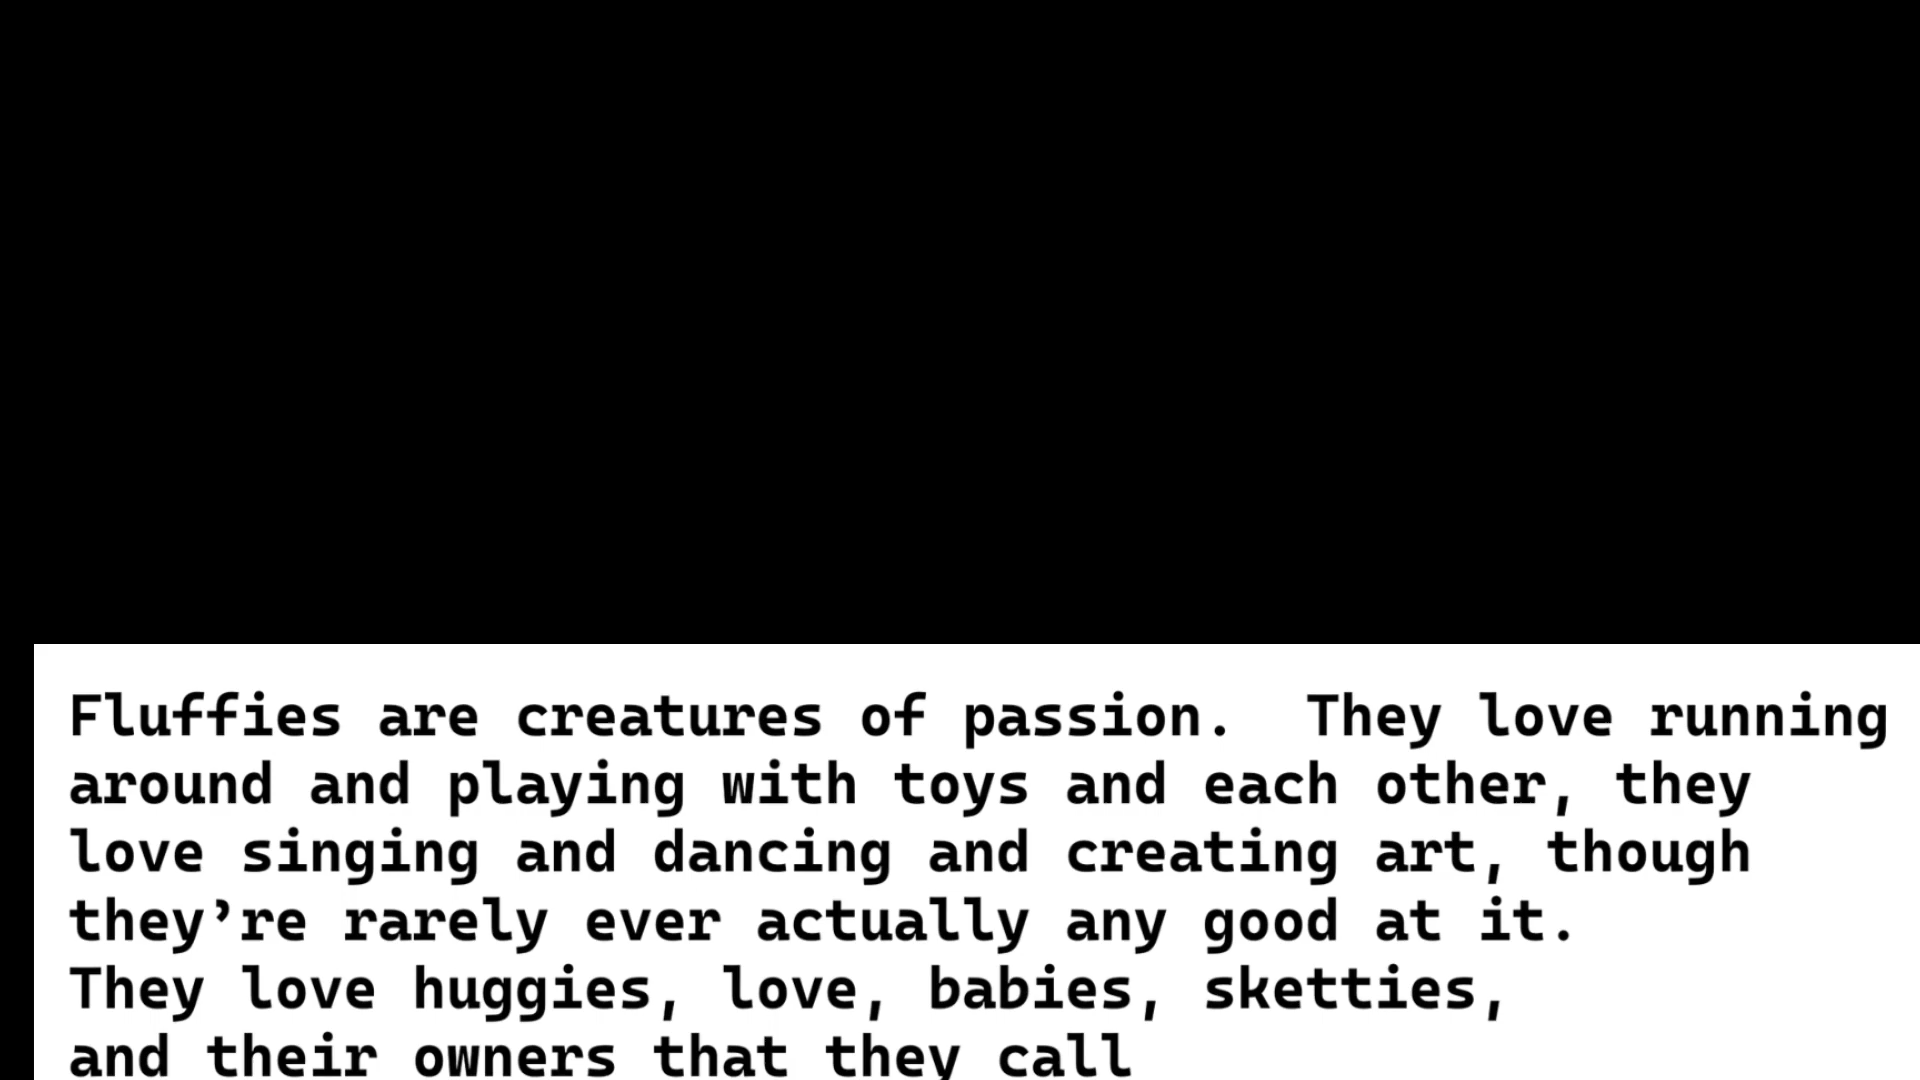 Fluffies are creatures of passion.  They love running
around and playing with toys and each other, they
love singing and dancing and creating art, though
they’re rarely ever actually any good at it.
They love huggies, love, babies, sketties,
and their owners that they call